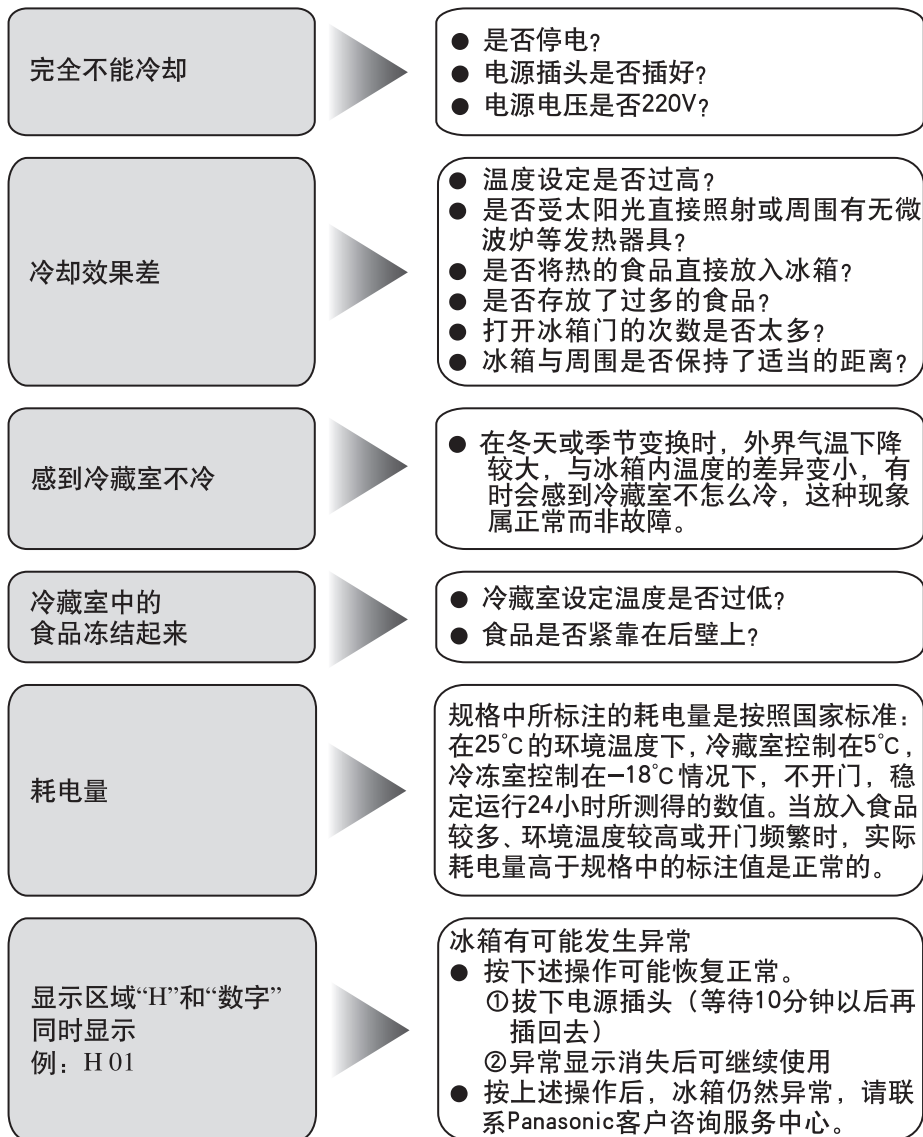 完全不能冷却
● 是否停电?
● 电源插头是否插好?
● 电源电压是否220V?
冷却效果差
● 温度设定是否过高?
● 是否受太阳光直接照射或周围有无微
波炉等发热器具?
● 是否将热的食品直接放入冰箱?
● 是否存放了过多的食品?
● 打开冰箱门的次数是否太多?
● 冰箱与周围是否保持了适当的距离?
感到冷藏室不冷
● 在冬天或季节变换时，外界气温下降
较大，与冰箱内温度的差异变小，有
时会感到冷藏室不怎么冷，这种现象
属正常而非故障。
冷藏室中的
食品冻结起来
● 冷藏室设定温度是否过低?
● 食品是否紧靠在后壁上?
耗电量
规格中所标注的耗电量是按照国家标准：
在25℃的环境温度下，冷藏室控制在5℃，
冷冻室控制在−18℃情况下，不开门，稳
定运行24小时所测得的数值。当放入食品
较多、环境温度较高或开门频繁时，实际
耗电量高于规格中的标注值是正常的。
显示区域“H”和“数字”
同时显示
例：H 01
冰箱有可能发生异常
● 按下述操作可能恢复正常。
①拔下电源插头（等待10分钟以后再
插回去）
②异常显示消失后可继续使用
● 按上述操作后，冰箱仍然异常，请联
系Panasonic客户咨询服务中心。